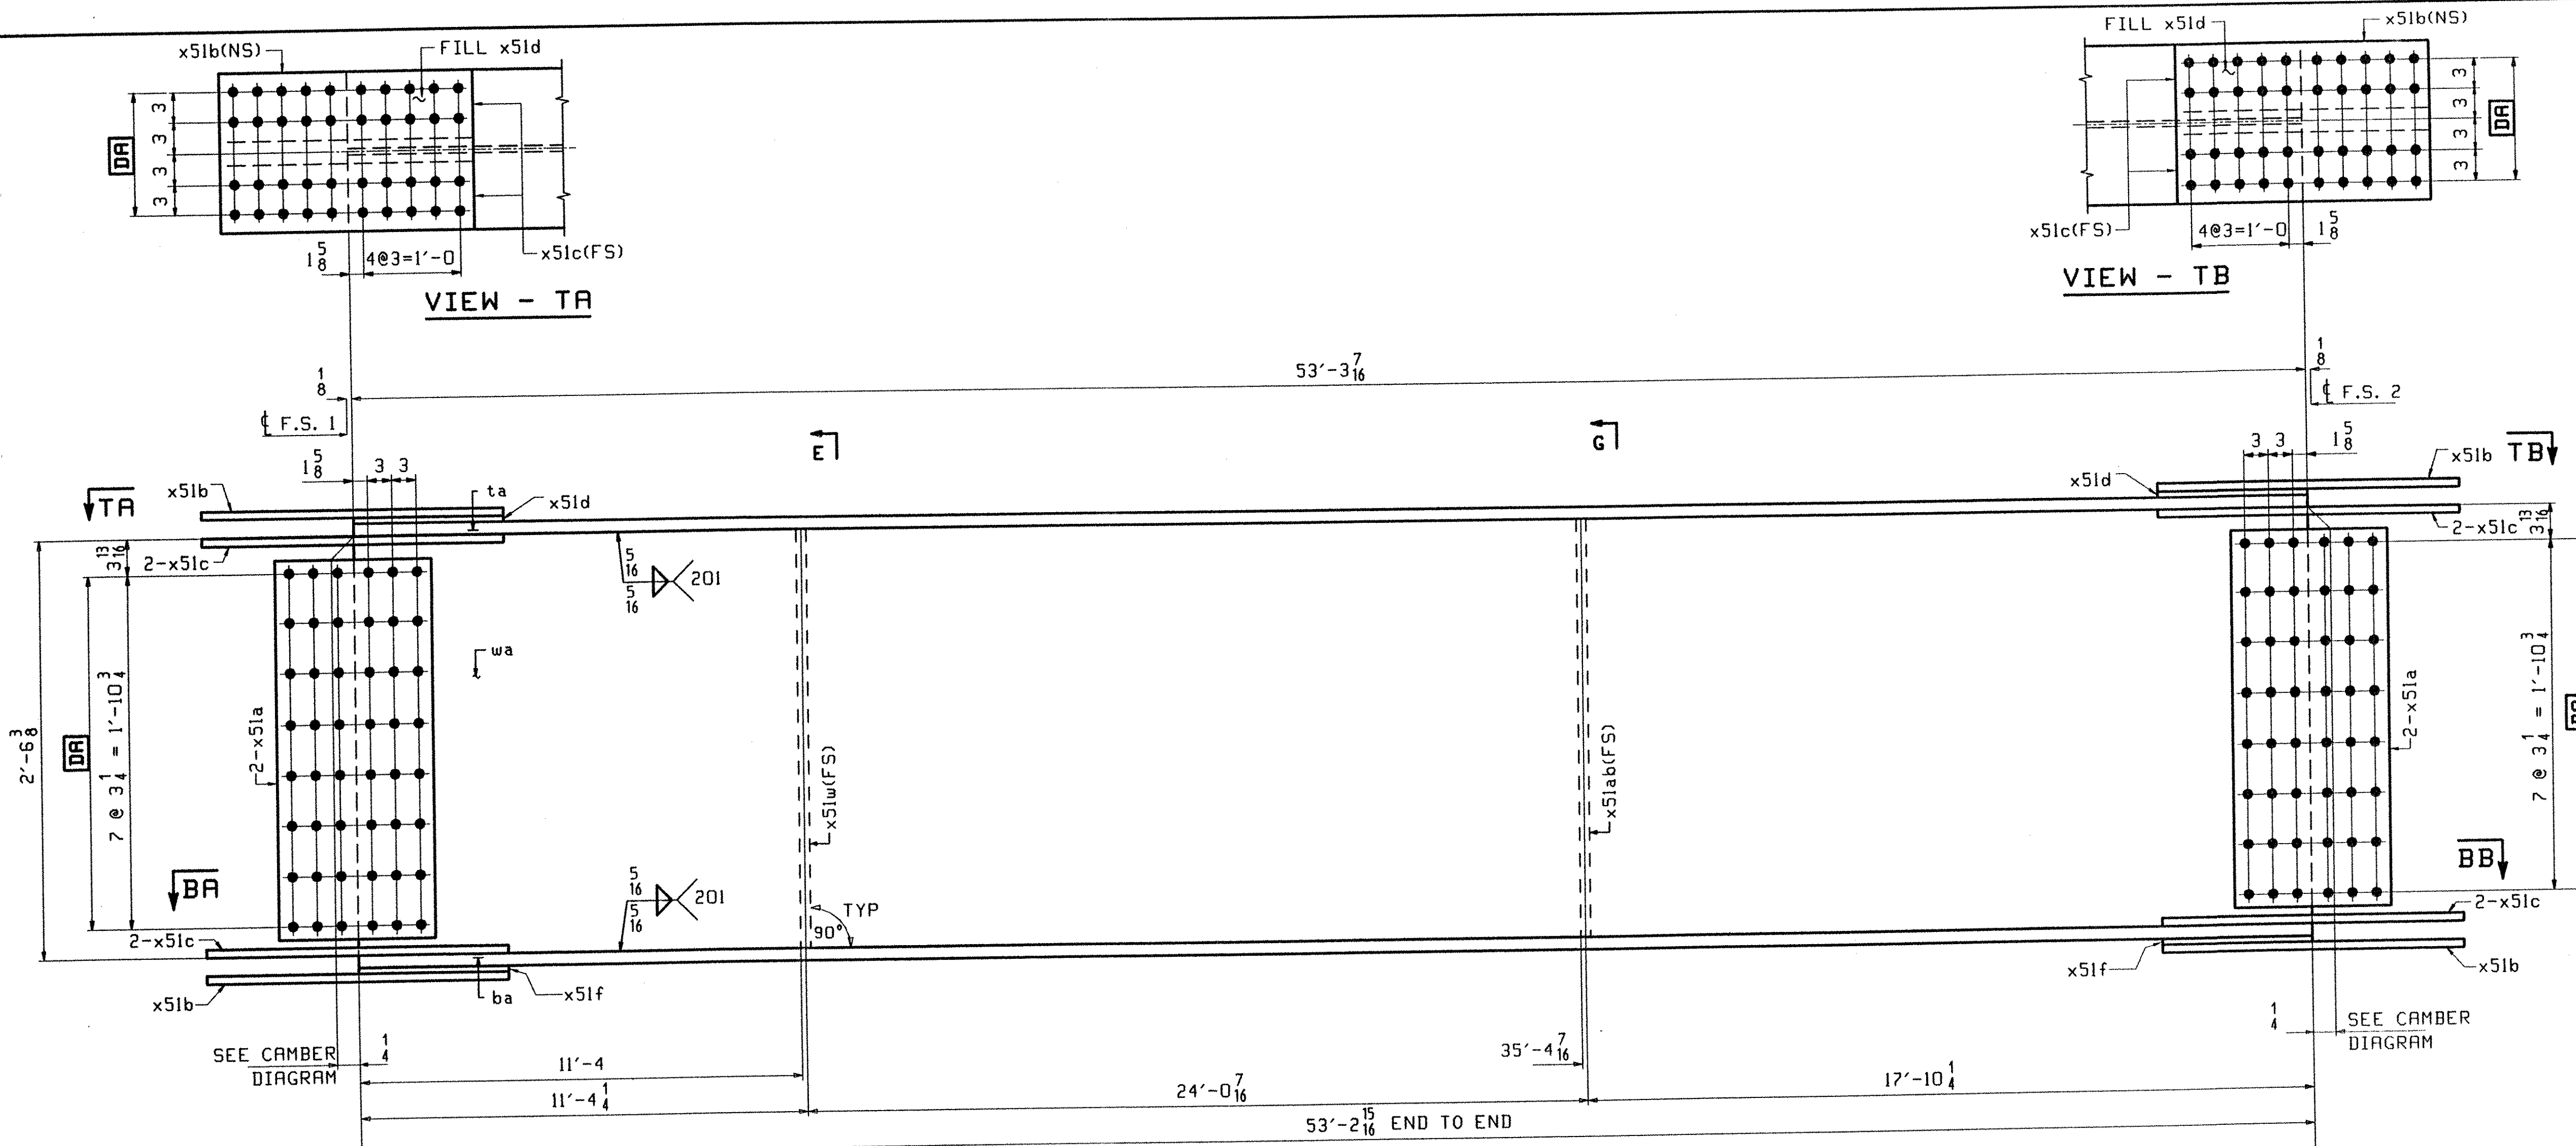 x51b(NS)
FILL x51d
3
3
3
3
DA
1 5/8
4@3=1'-0
x51c(FS)
VIEW - TA
FILL x51d
x51b(NS)
3
3
3
3
DA
x51c(FS)
4@3=1'-0
1 5/8
VIEW - TB
1/8
53'-3 7/16
1/8
℄ F.S. 1
℄ F.S. 2
E
G
1 5/8
3
3
3
3
1 5/8
TA
x51b
ta
x51d
x51d
x51b
TB
2-x51c
3 13/16
2-x51c
3 13/16
5/16
5/16
201
wa
2'-6 3/8
DA
7 @ 3 1/4 = 1'-10 3/4
2-x51a
x51w(FS)
x51ab(FS)
2-x51a
7 @ 3 1/4 = 1'-10 3/4
BA
5/16
5/16
201
TYP
90°
BB
2-x51c
2-x51c
x51b
ba
x51f
x51f
x51b
SEE CAMBER
DIAGRAM
1/4
11'-4
35'-4 7/16
1/4
SEE CAMBER
DIAGRAM
11'-4 1/4
24'-0 7/16
17'-10 1/4
53'-2 15/16 END TO END